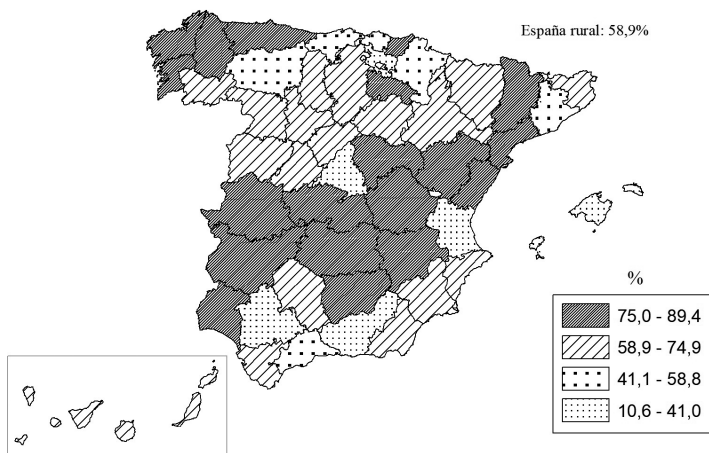 España rural: 58,9%
%
75,0 - 89,4
58,9 - 74,9
41,1 - 58,8
10,6 - 41,0